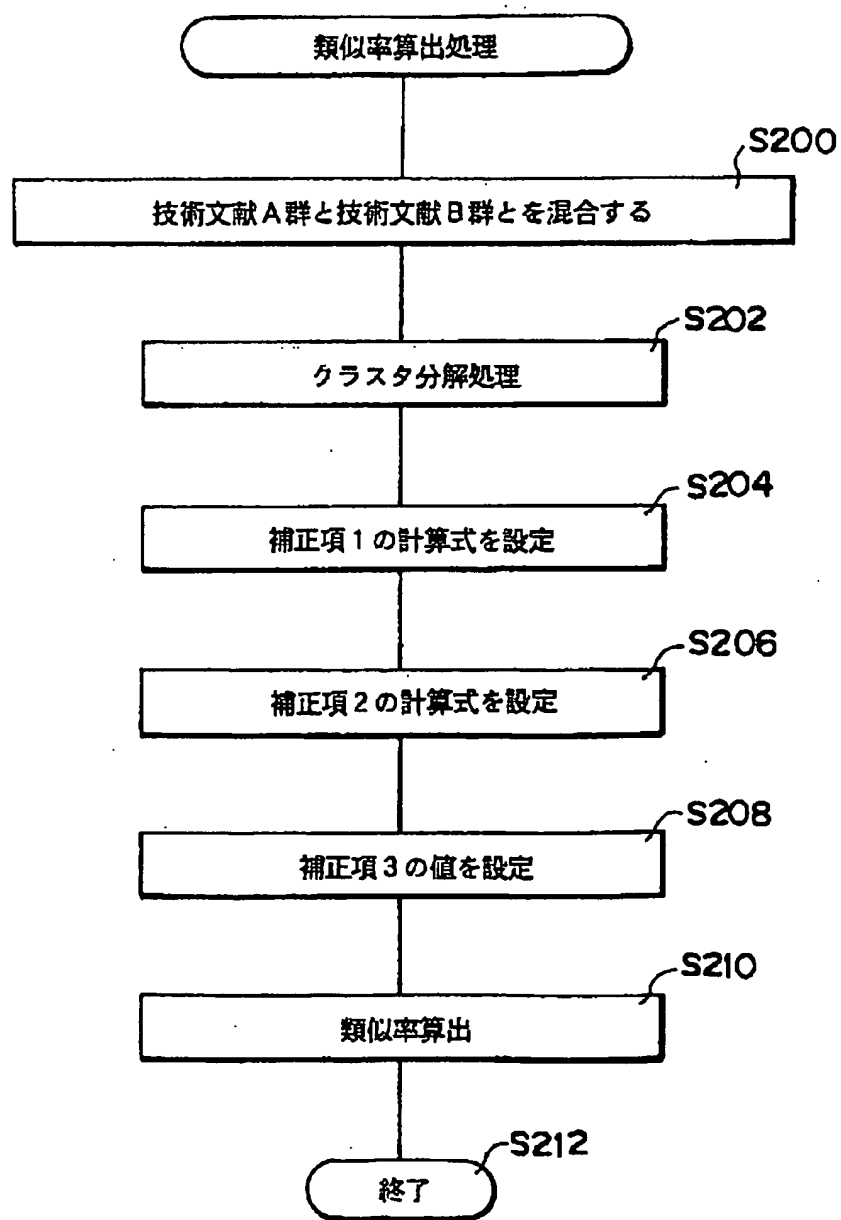 類似率算出処理
S200
技術文献A群と技術文献B群とを混合する
S202
クラスタ分解処理
S204
補正項1の計算式を設定
S206
補正項2の計算式を設定
S208
補正項3の値を設定
S210
類似率算出
S212
終了